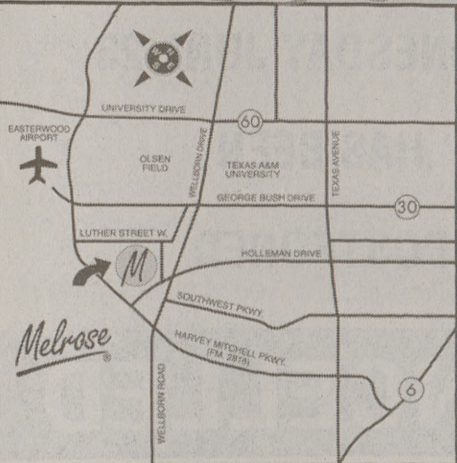 UNIVERSITY DRIVE
60
EASTERWOOD
AIRPORT
OLSEN
FIELD
WELLBORN DRIVE
TEXAS A&M
UNIVERSITY
TEXAS AVENUE
GEORGE BUSH DRIVE
30
LUTHER STREET W.
HOLLEMAN DRIVE
M
SOUTHWEST PKWY.
Melrose
®
HARVEY MITCHELL PKWY.
(FM. 2818)
6
WELLBORN ROAD